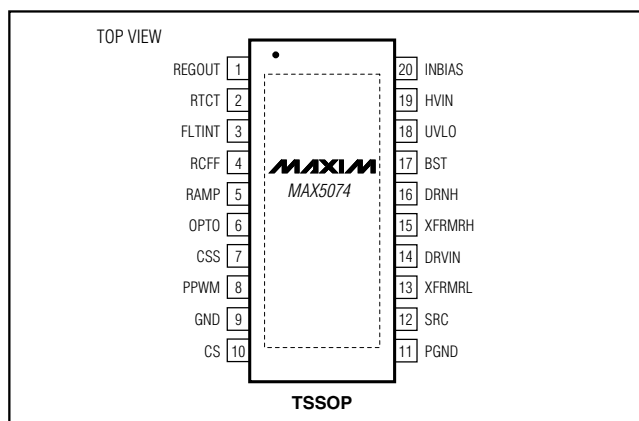 TOP VIEW
REGOUT 1
RTCT 2
FLTINT 3
RCFF 4
RAMP 5
OPTO 6
CSS 7
PPWM 8
GND 9
CS 10
MAXIM
MAX5074
20 INBIAS
19 HVIN
18 UVLO
17 BST
16 DRNH
15 XFRMRH
14 DRVIN
13 XFRMRL
12 SRC
11 PGND
TSSOP